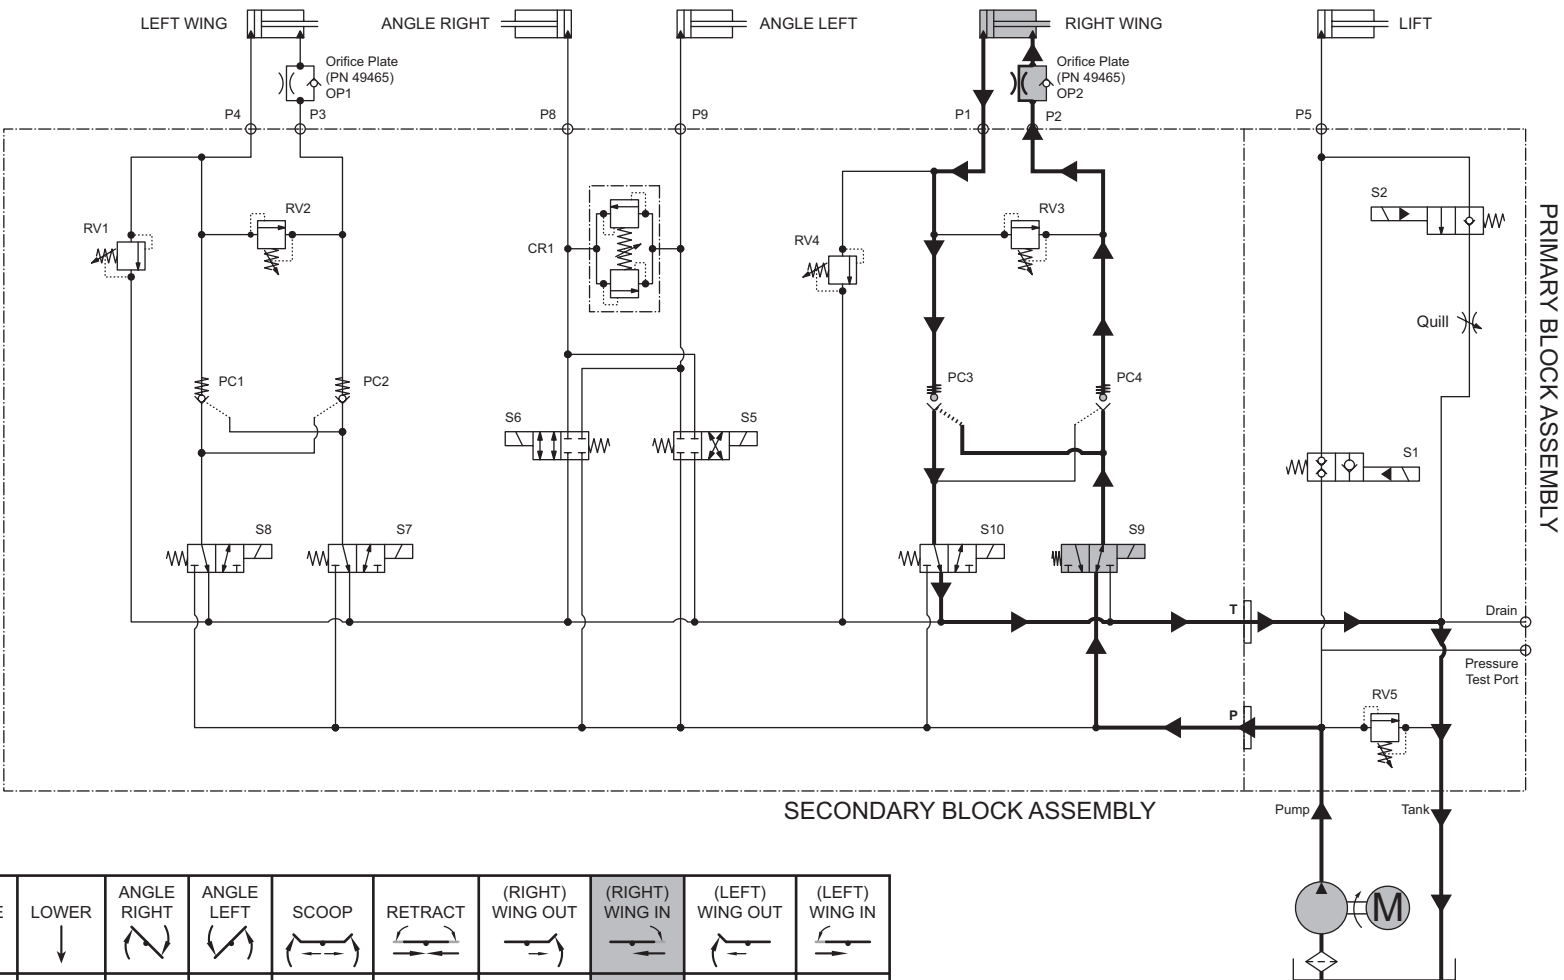 LEFT WING
ANGLE RIGHT
ANGLE LEFT
RIGHT WING
LIFT
Orifice Plate
(PN 49465)
OP1
Orifice Plate
(PN 49465)
OP2
P4
P3
P8
P9
P1
P2
P5
RV1
RV2
CR1
RV4
RV3
S2
Quill
PC1
PC2
PC3
PC4
S6
S5
S1
S8
S7
S10
S9
T
Drain
Pressure
Test Port
P
RV5
PRIMARY BLOCK ASSEMBLY
SECONDARY BLOCK ASSEMBLY
Pump
Tank
M
E
LOWER
ANGLE
RIGHT
ANGLE
LEFT
SCOOP
RETRACT
(RIGHT)
WING OUT
(RIGHT)
WING IN
(LEFT)
WING OUT
(LEFT)
WING IN